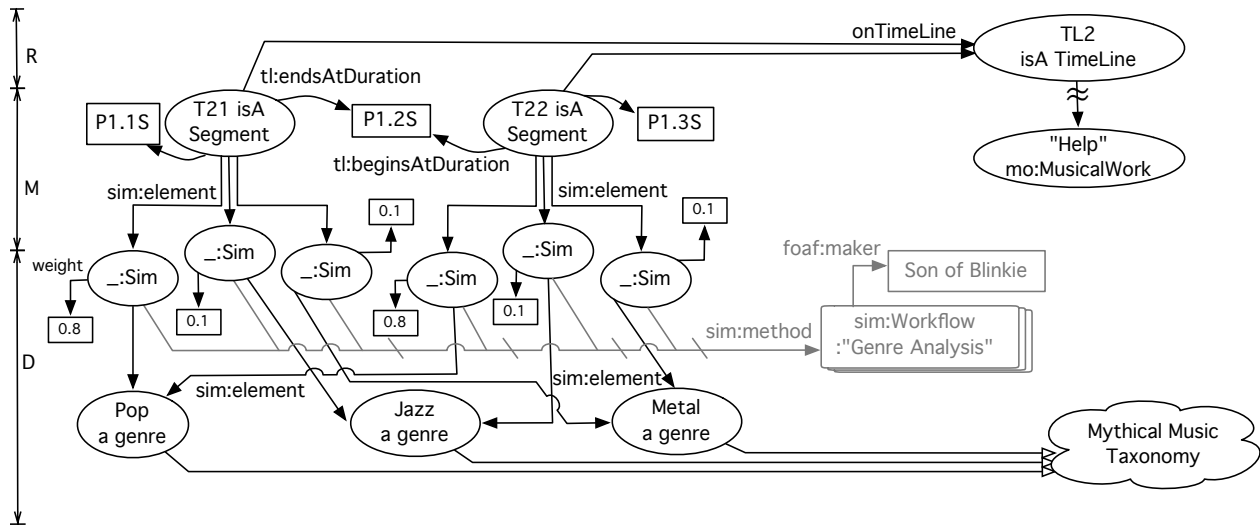 R
onTimeLine
TL2
isA TimeLine
tl:endsAtDuration
T21 isA
Segment
P1.1S
P1.2S
T22 isA
Segment
P1.3S
"Help"
mo:MusicalWork
tl:beginsAtDuration
M
sim:element
sim:element
0.1
0.1
_:Sim
_:Sim
_:Sim
_:Sim
_:Sim
_:Sim
weight
0.8
0.1
0.8
0.1
foaf:maker
Son of Blinkie
sim:method
sim:Workflow
:"Genre Analysis"
D
sim:element
sim:element
Pop
a genre
Jazz
a genre
Metal
a genre
Mythical Music
Taxonomy